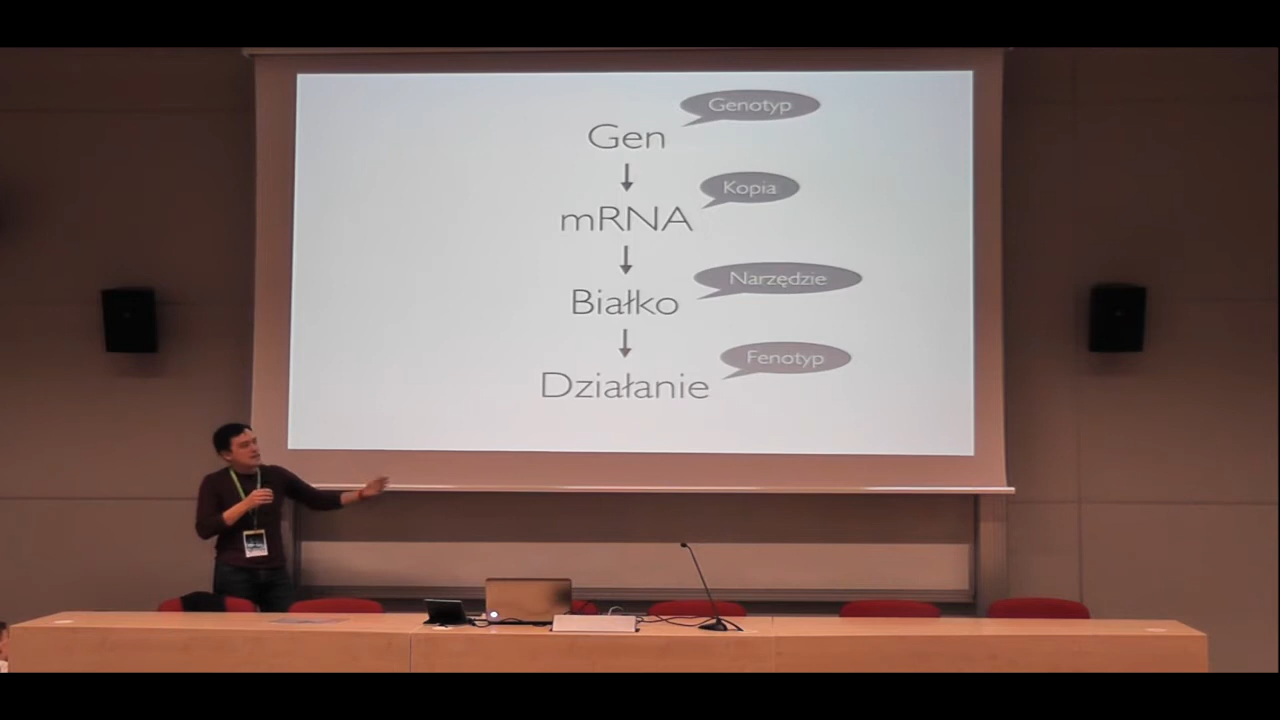 Genotyp
Gen
Kopia
mRNA
Narzędzie
Białko
Fenotyp
Działanie